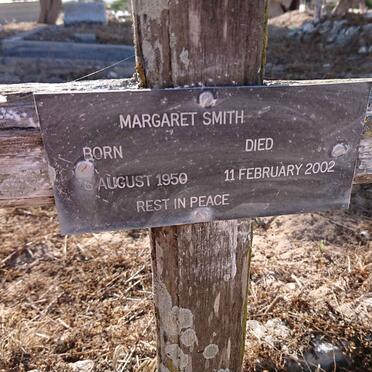 MARGARET SMITH
BORN DIED
AUGUST 1950 11 FEBRUARY 2002
REST IN PEACE